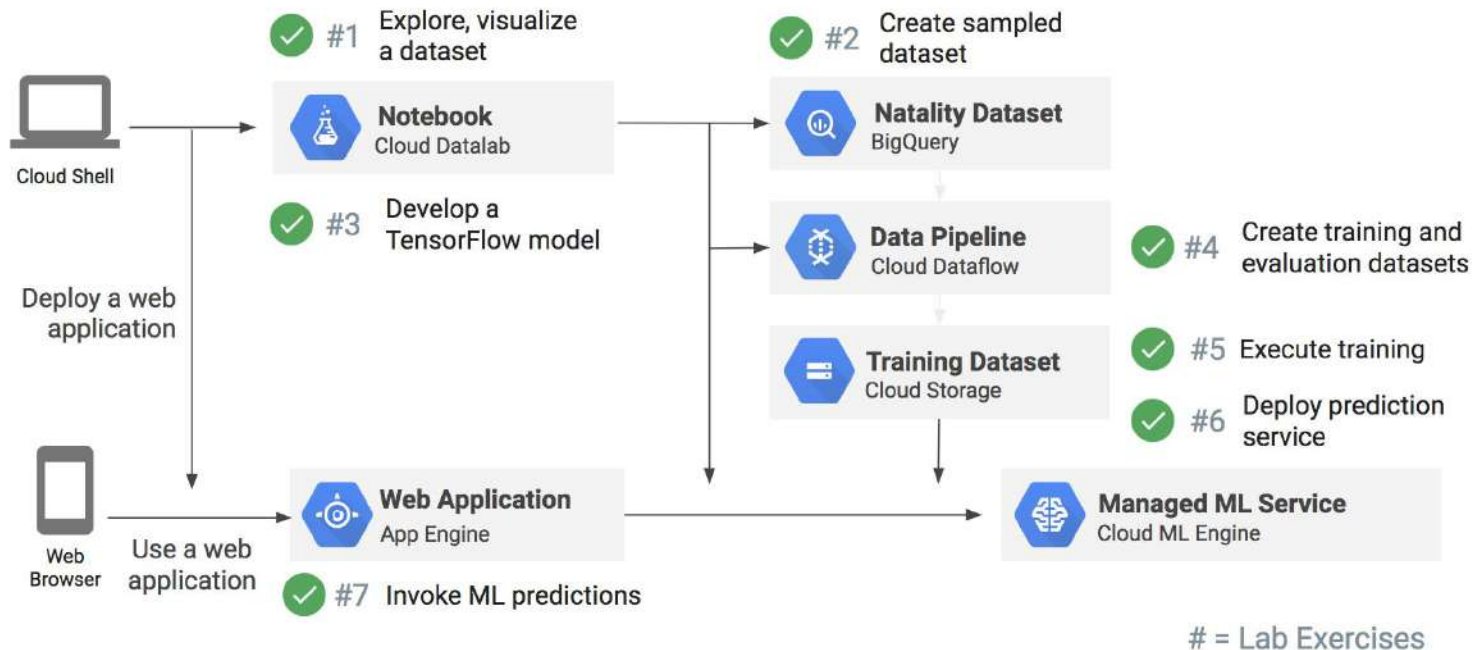 #1 Explore, visualize
a dataset
#2 Create sampled
dataset
Cloud Shell
Notebook
Cloud Datalab
Natality Dataset
BigQuery
#3 Develop a
TensorFlow model
Data Pipeline
Cloud Dataflow
#4 Create training and
evaluation datasets
Deploy a web
application
Training Dataset
Cloud Storage
#5 Execute training
#6 Deploy prediction
service
Web
Browser
Use a web
application
Web Application
App Engine
Managed ML Service
Cloud ML Engine
#7 Invoke ML predictions
# = Lab Exercises